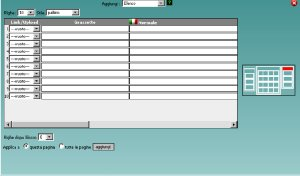 Aggiungi: Elenco ?
Righe: 10 Stile: pallini
Link/Upload Grassetto Normale
1 ---vuoto---
2 ---vuoto---
3 ---vuoto---
4 ---vuoto---
5 ---vuoto---
6 ---vuoto---
7 ---vuoto---
8 ---vuoto---
9 ---vuoto---
10 ---vuoto---
Righe dopo Elenco: 0
Applica a questa pagina tutte le pagine aggiungi